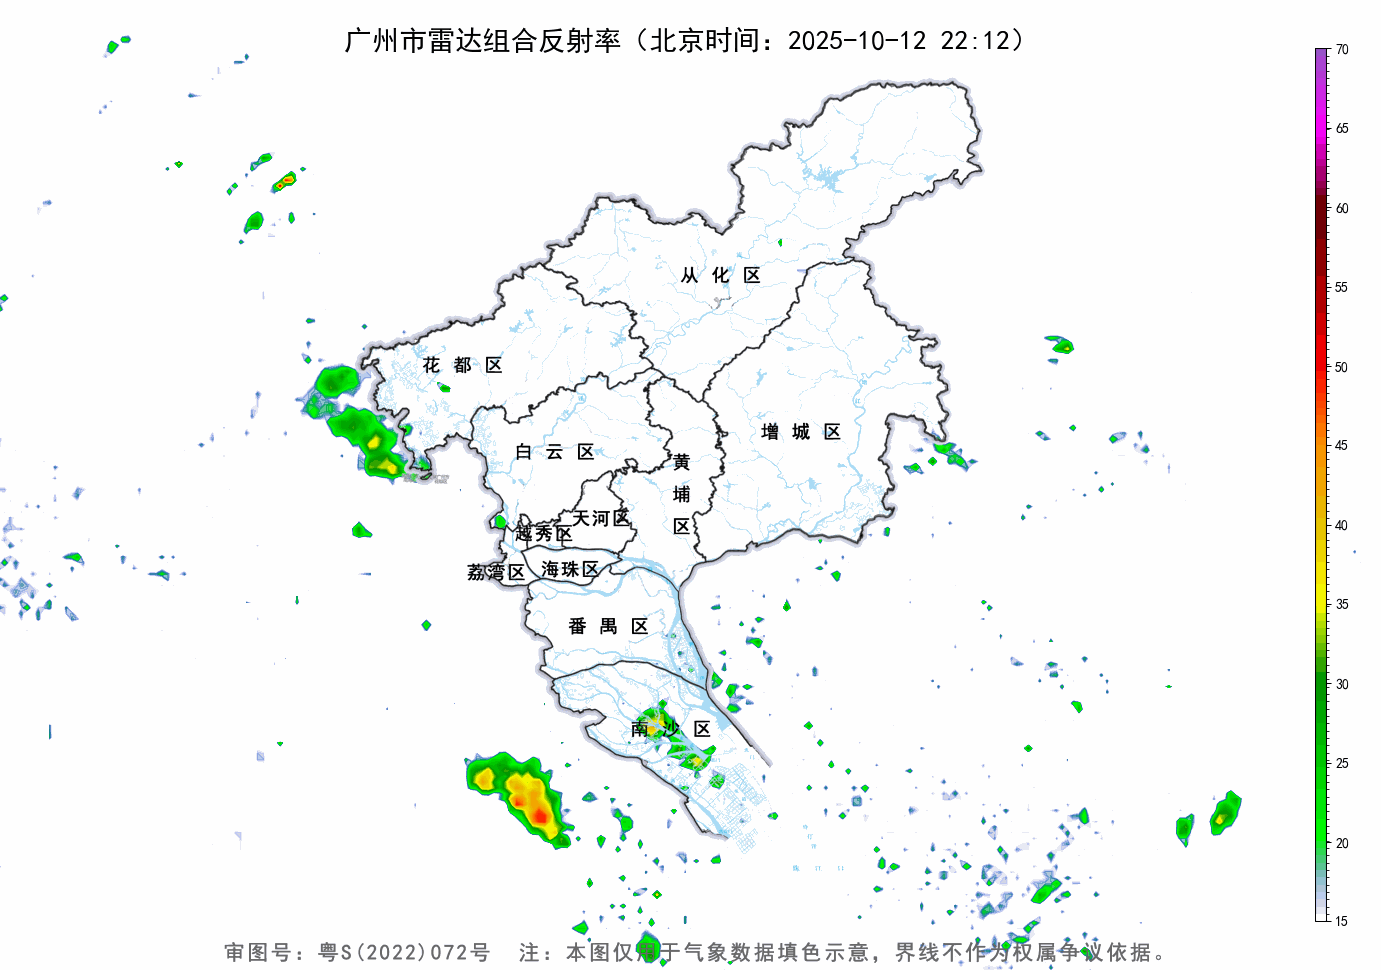 广州市雷达组合反射率（北京时间：2025-10-12 22:12）
70
65
60
55
50
45
40
35
30
25
20
15
从化区
花都区
增城区
白云区
黄埔区
天河区
越秀区
荔湾区
海珠区
番禺区
南沙区
审图号：粤S(2022)072号 注：本图仅用于气象数据填色示意，界线不作为权属争议依据。